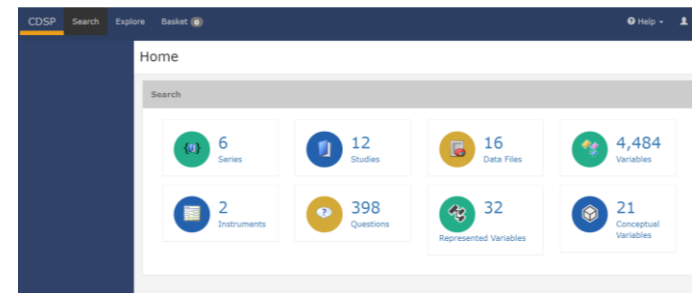 CDSP Search Explore Basket 0 Help
Home
Search
6
Series
12
Studies
16
Data Files
4,484
Variables
2
Instruments
398
Questions
32
Represented Variables
21
Conceptual
Variables